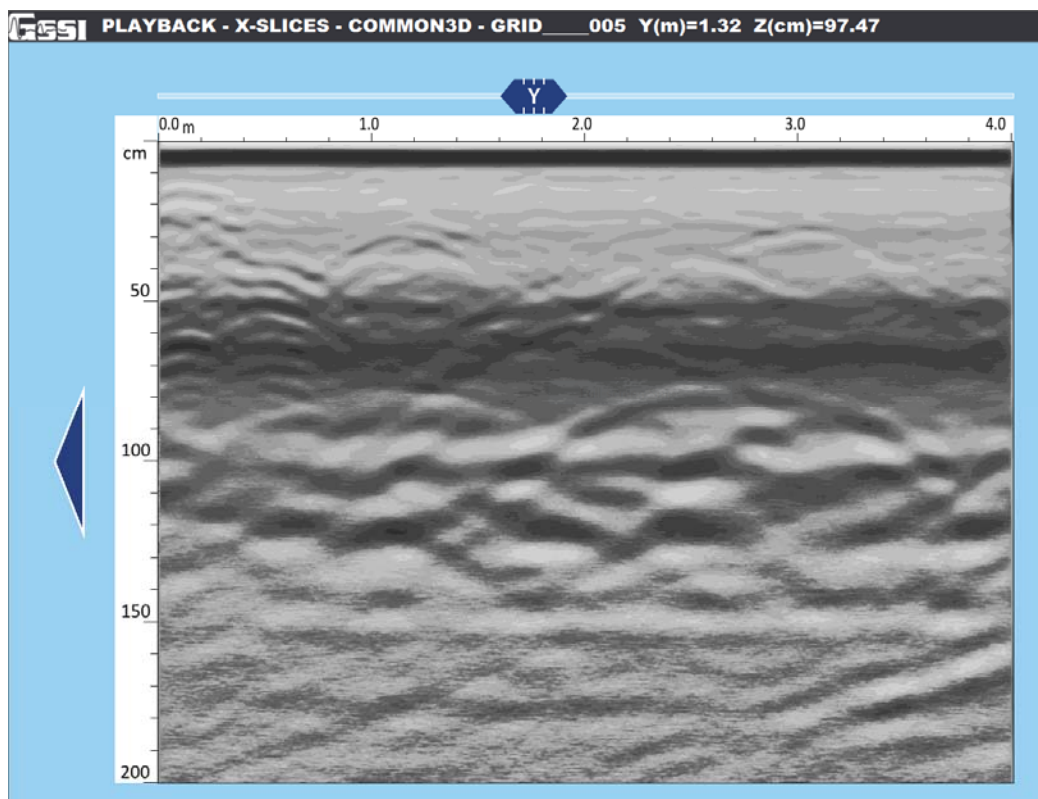 GSSI PLAYBACK - X-SLICES - COMMON3D - GRID____005 Y(m)=1.32 Z(cm)=97.47
Y
0.0 m 1.0 2.0 3.0 4.0
cm
50
100
150
200